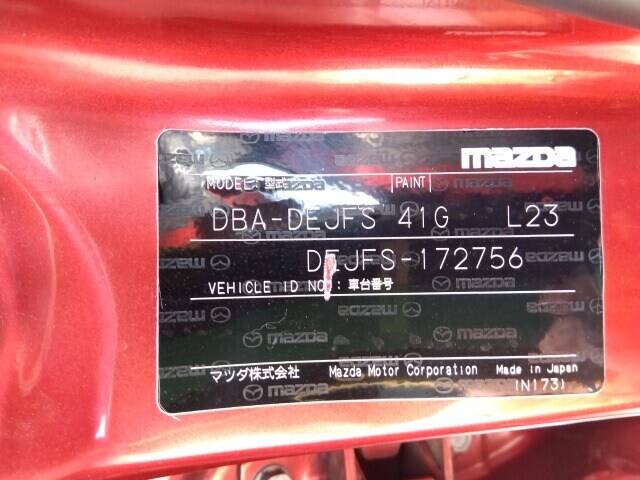 mazda
MODEL:型式 PAINT
DBA-DEJFS 41G L23
DEJFS-172756
VEHICLE ID NO: 車台番号
マツダ株式会社 Mazda Motor Corporation Made in Japan
(N173)